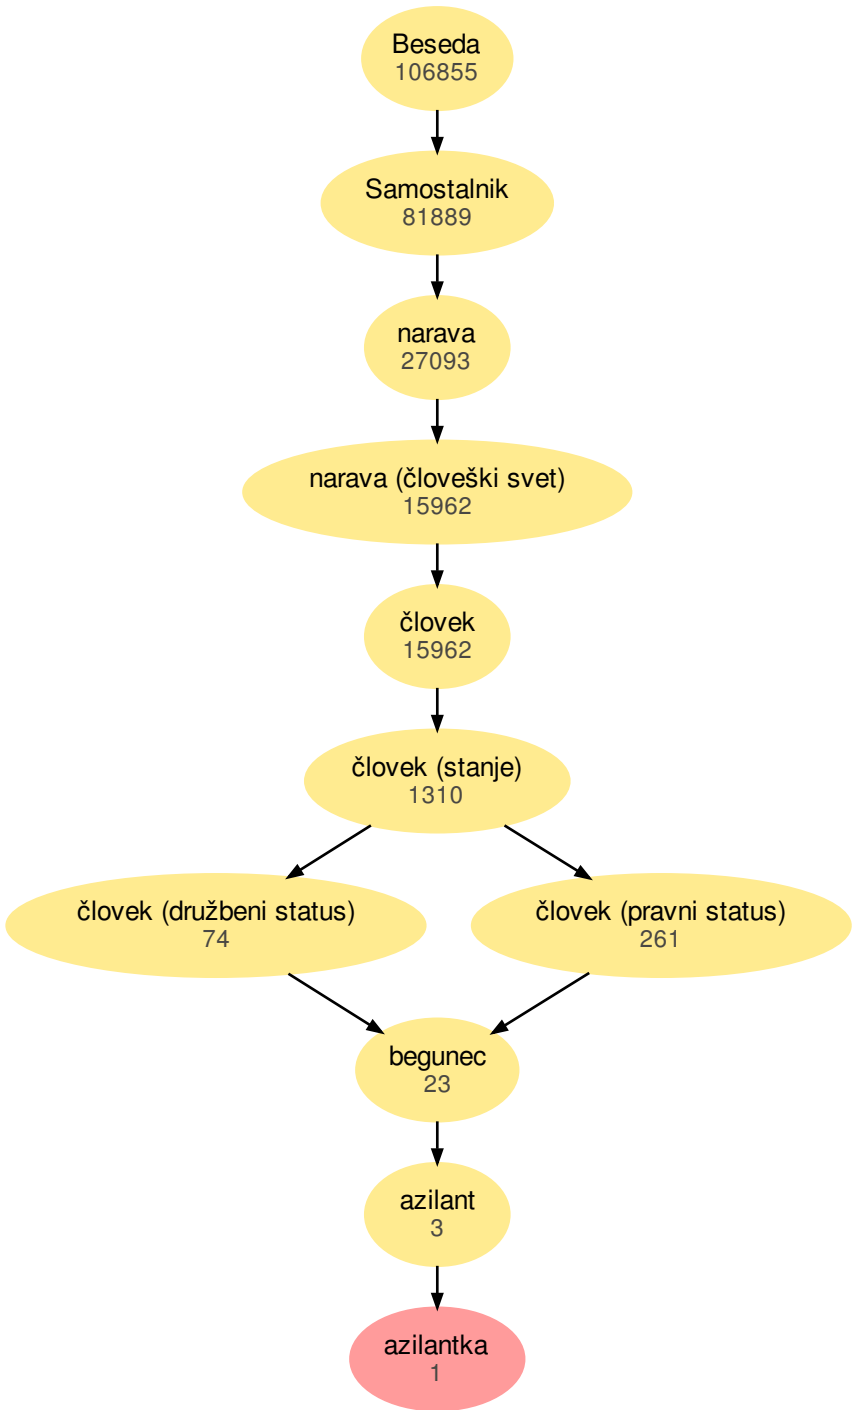 Beseda
106855
Samostalnik
81889
narava
27093
narava (človeški svet)
15962
človek
15962
človek (stanje)
1310
človek (družbeni status)
74
človek (pravni status)
261
begunec
23
azilant
3
azilantka
1